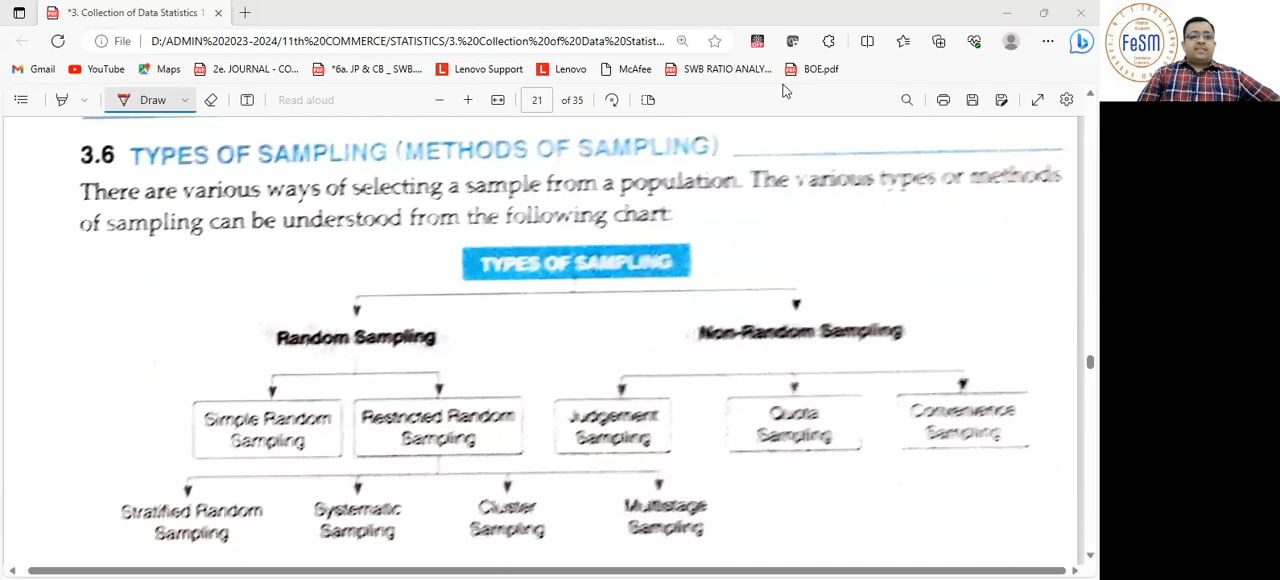 *3. Collection of Data Statistics 1
File D:/ADMIN%202023-2024/11th%20COMMERCE/STATISTICS/3.%20Collection%20of%20Data%20Statist...
Gmail YouTube Maps 2e. JOURNAL - CO... *6a. JP & CB _ SWB.... Lenovo Support Lenovo McAfee SWB RATIO ANALY... BOE.pdf
Draw Read aloud 21 of 35
FeSM
3.6 TYPES OF SAMPLING (METHODS OF SAMPLING)
There are various ways of selecting a sample from a population. The various types or methods
of sampling can be understood from the following chart:
TYPES OF SAMPLING
Random Sampling Non-Random Sampling
Simple Random Restricted Random Judgement Quota Convenience
Sampling Sampling Sampling Sampling Sampling
Stratified Random Systematic Cluster Multistage
Sampling Sampling Sampling Sampling